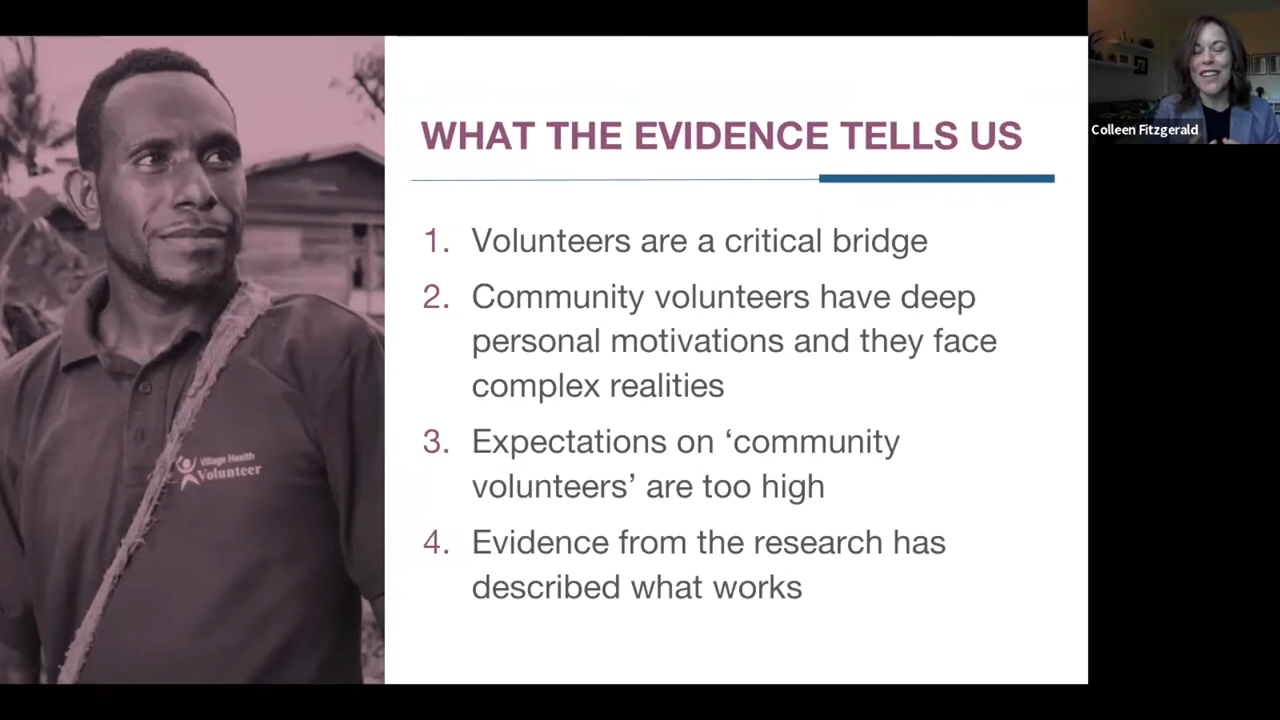 WHAT THE EVIDENCE TELLS US
1. Volunteers are a critical bridge
2. Community volunteers have deep
personal motivations and they face
complex realities
3. Expectations on ‘community
volunteers’ are too high
4. Evidence from the research has
described what works
Village Health
Volunteer
Colleen Fitzgerald